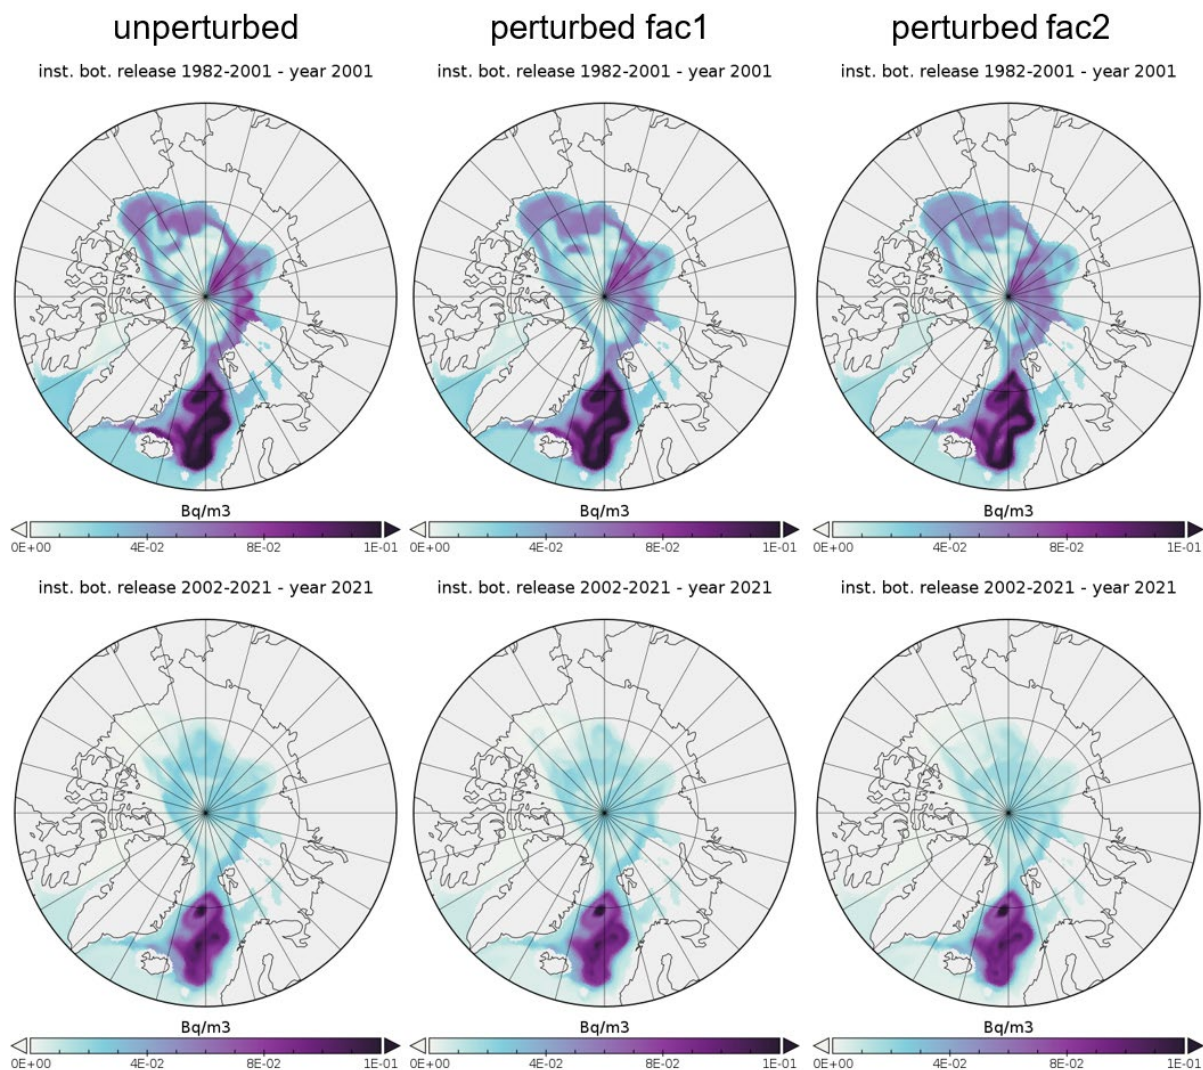 unperturbed perturbed fac1 perturbed fac2
inst. bot. release 1982-2001 - year 2001 inst. bot. release 1982-2001 - year 2001 inst. bot. release 1982-2001 - year 2001
Bq/m3 Bq/m3 Bq/m3
0E+00 4E-02 8E-02 1E-01 0E+00 4E-02 8E-02 1E-01 0E+00 4E-02 8E-02 1E-01
inst. bot. release 2002-2021 - year 2021 inst. bot. release 2002-2021 - year 2021 inst. bot. release 2002-2021 - year 2021
Bq/m3 Bq/m3 Bq/m3
0E+00 4E-02 8E-02 1E-01 0E+00 4E-02 8E-02 1E-01 0E+00 4E-02 8E-02 1E-01